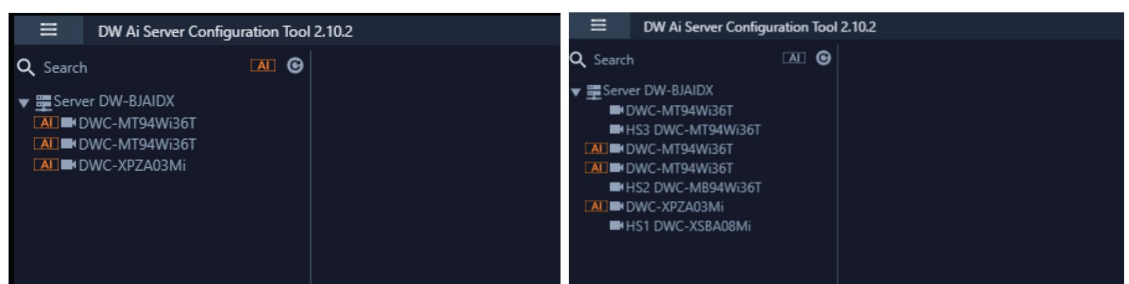 DW Ai Server Configuration Tool 2.10.2
Search AI
Server DW-BJAIDX
AI DWC-MT94Wi36T
AI DWC-MT94Wi36T
AI DWC-XPZA03Mi
DW Ai Server Configuration Tool 2.10.2
Search AI
Server DW-BJAIDX
DWC-MT94Wi36T
HS3 DWC-MT94Wi36T
AI DWC-MT94Wi36T
AI DWC-MT94Wi36T
HS2 DWC-MB94Wi36T
AI DWC-XPZA03Mi
HS1 DWC-XSBA08Mi